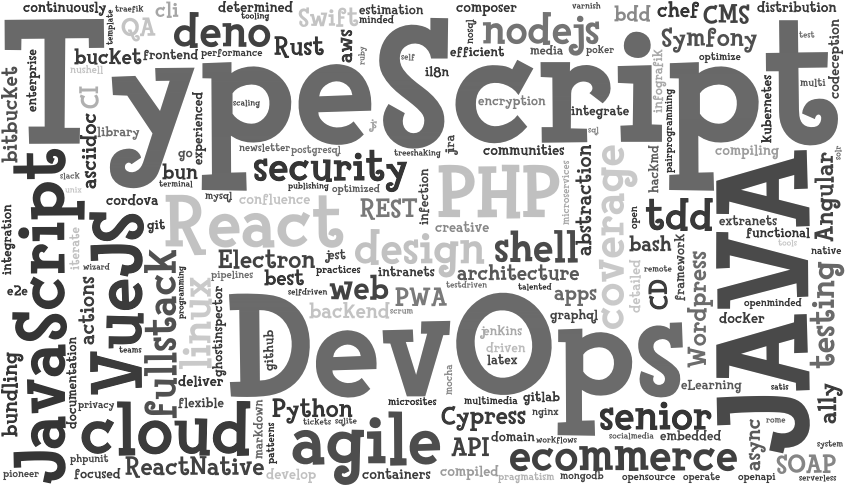 continuously
traefik
cli
determined
tooling
Swift
estimation
minded
composer
nosql
varnish
bdd
chef
CMS
distribution
template
QA
deno
Rust
aws
ruby
nodejs
Symfony
test
codeception
bucket
frontend
performance
self
i18n
efficient
media
poker
infografik
optimize
TypeScript
enterprise
bitbucket
nushell
CI
library
asciidoc
experienced
scaling
encryption
integrate
sql
pairprogramming
kubernetes
multi
solr
go
newsletter
postgresql
treeshaking
jira
communities
hackmd
compiling
slack
unix
bun
terminal
security
publishing
optimized
infection
microservices
abstraction
coverage
JavaScript
cordova
mysql
React
confluence
REST
PHP
creative
open
tdd
extranets
functional
Angular
integration
iterate
VueJS
git
fullstack
programming
Electron
jest
design
shell
bash
JAVA
tools
native
wizard
pipelines
best
practices
intranets
architecture
detailed
remote
framework
e2e
actions
linux
ghostinspector
selfdriven
web
PWA
testdriven
talented
apps
CD
Wordpress
openminded
testing
backend
scrum
graphql
docker
DevOps
jenkins
driven
latex
teams
github
bundling
documentation
deliver
mocha
eLearning
satis
privacy
flexible
markdown
microsites
multimedia
gitlab
a11y
cloud
Python
tickets
sqlite
Cypress
nginx
senior
rome
patterns
agile
API
domain
workflows
socialmedia
embedded
async
system
phpunit
ecommerce
SOAP
pioneer
focused
ReactNative
develop
containers
compiled
pragmatism
mongodb
opensource
operate
openapi
serverless